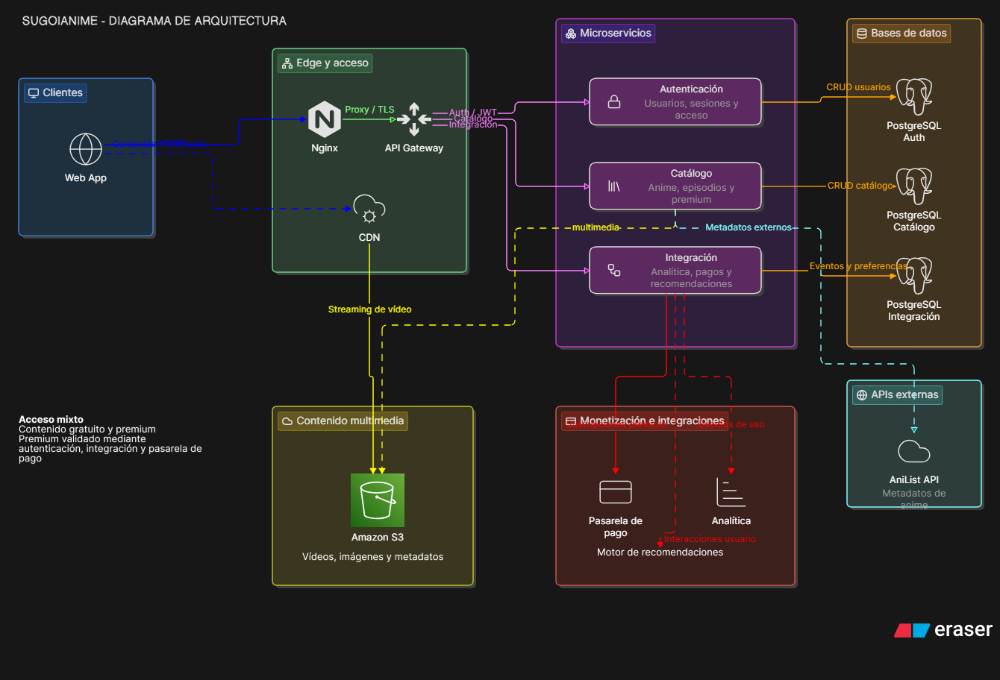 SUGOIANIME - DIAGRAMA DE ARQUITECTURA
Clientes
Web App
Edge y acceso
Nginx
Proxy / TLS
API Gateway
CDN
Auth / JWT
Catálogo
Integración
Microservicios
Autenticación
Usuarios, sesiones y
acceso
Catálogo
Anime, episodios y
premium
Integración
Analítica, pagos y
recomendaciones
Bases de datos
CRUD usuarios
PostgreSQL
Auth
CRUD catálogo
PostgreSQL
Catálogo
Eventos y preferencias
PostgreSQL
Integración
multimedia
Metadatos externos
Streaming de vídeo
Acceso mixto
Contenido gratuito y premium
Premium validado mediante
autenticación, integración y pasarela de
pago
Contenido multimedia
Amazon S3
Vídeos, imágenes y metadatos
Monetización e integraciones
Eventos de uso
Pasarela de
pago
Analítica
Interacciones usuario
Motor de recomendaciones
APIs externas
AniList API
Metadatos de
anime
eraser